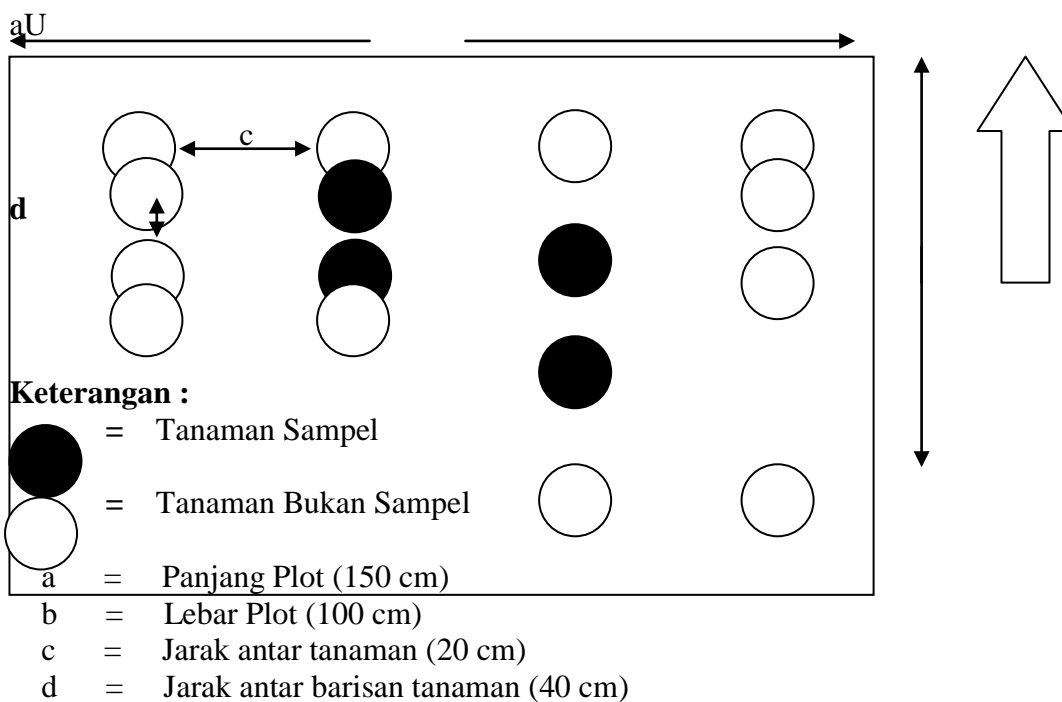 aU
c
d
Keterangan :
= Tanaman Sampel
= Tanaman Bukan Sampel
a = Panjang Plot (150 cm)
b = Lebar Plot (100 cm)
c = Jarak antar tanaman (20 cm)
d = Jarak antar barisan tanaman (40 cm)